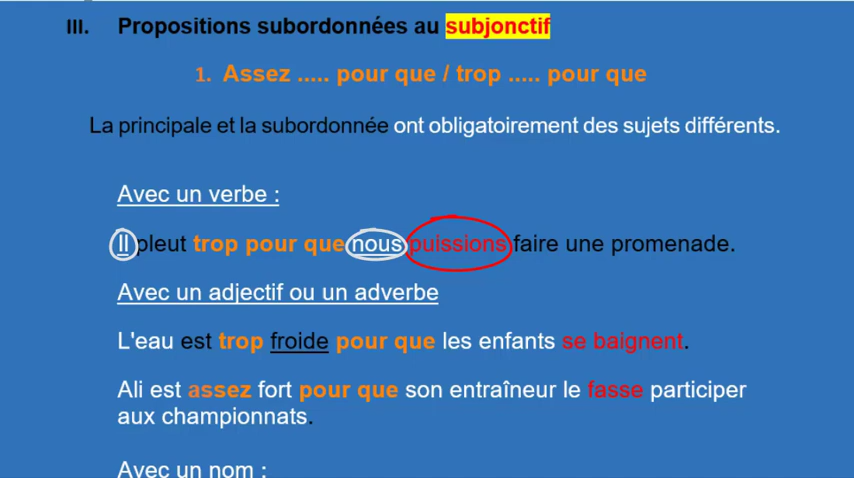 III. Propositions subordonnées au subjonctif
1. Assez ..... pour que / trop ..... pour que
La principale et la subordonnée ont obligatoirement des sujets différents.
Avec un verbe :
Il pleut trop pour que nous puissions faire une promenade.
Avec un adjectif ou un adverbe
L'eau est trop froide pour que les enfants se baignent.
Ali est assez fort pour que son entraîneur le fasse participer
aux championnats.
Avec un nom :